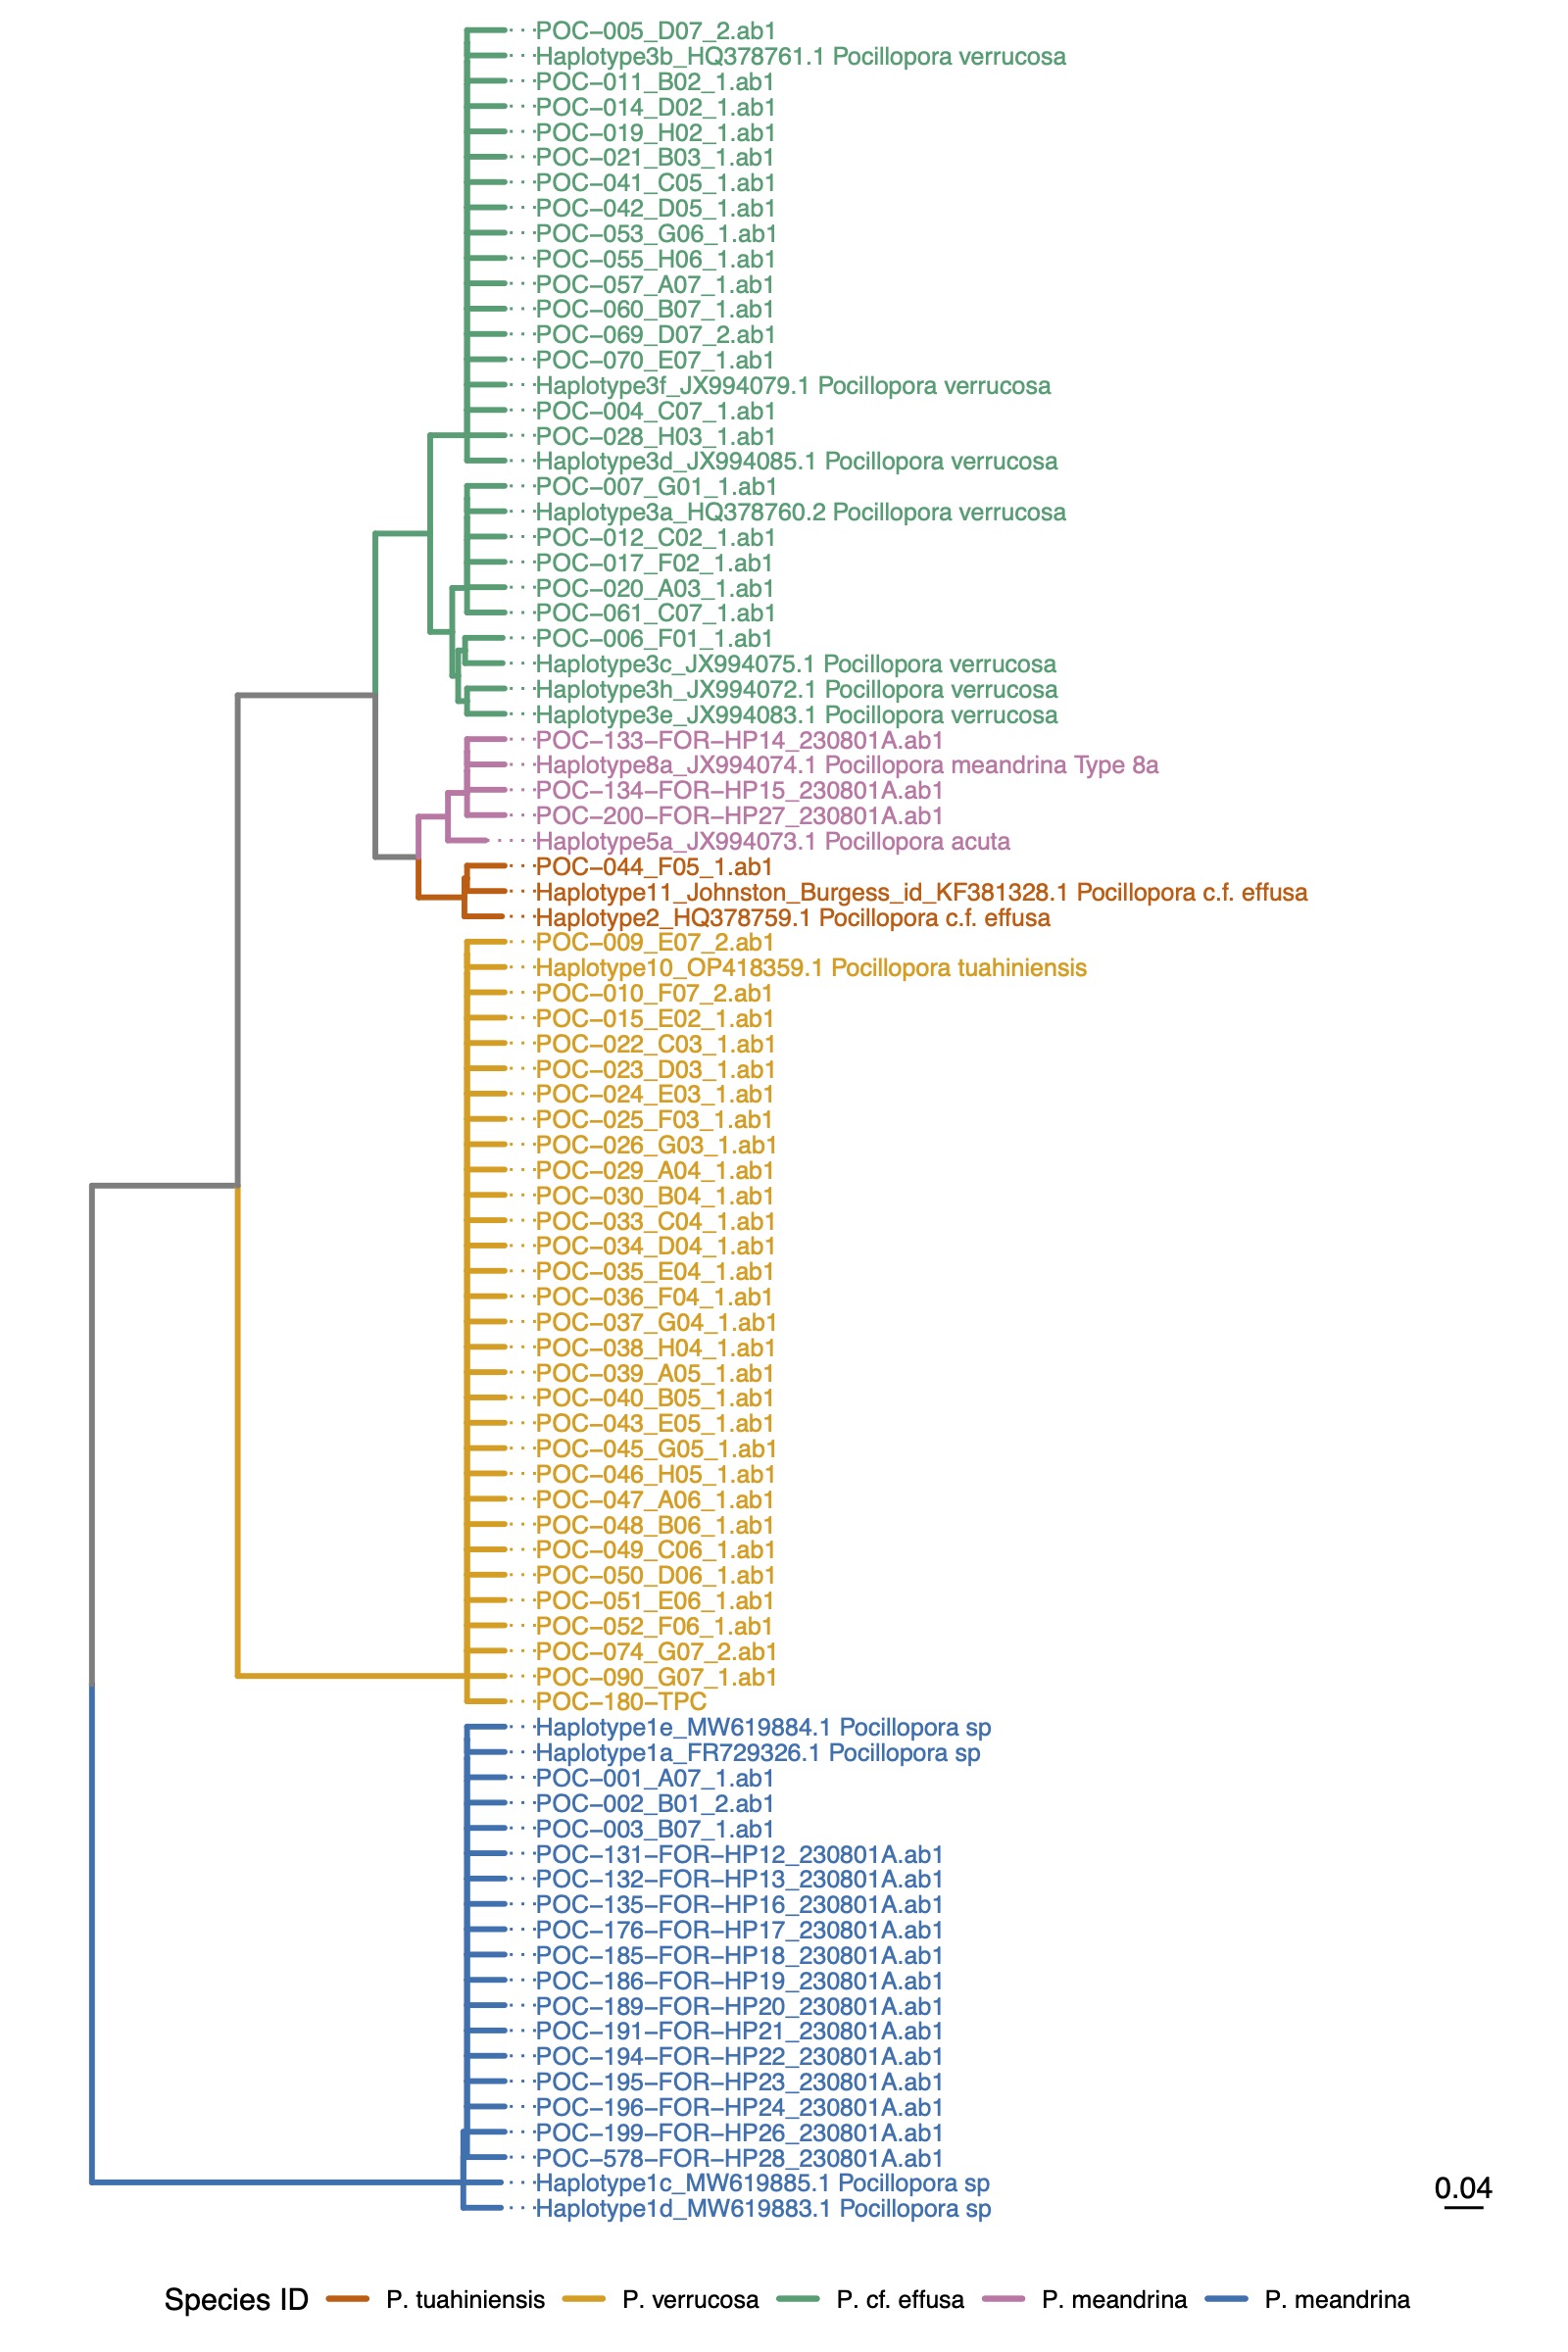 POC−005_D07_2.ab1
Haplotype3b_HQ378761.1 Pocillopora verrucosa
POC−011_B02_1.ab1
POC−014_D02_1.ab1
POC−019_H02_1.ab1
POC−021_B03_1.ab1
POC−041_C05_1.ab1
POC−042_D05_1.ab1
POC−053_G06_1.ab1
POC−055_H06_1.ab1
POC−057_A07_1.ab1
POC−060_B07_1.ab1
POC−069_D07_2.ab1
POC−070_E07_1.ab1
Haplotype3f_JX994079.1 Pocillopora verrucosa
POC−004_C07_1.ab1
POC−028_H03_1.ab1
Haplotype3d_JX994085.1 Pocillopora verrucosa
POC−007_G01_1.ab1
Haplotype3a_HQ378760.2 Pocillopora verrucosa
POC−012_C02_1.ab1
POC−017_F02_1.ab1
POC−020_A03_1.ab1
POC−061_C07_1.ab1
POC−006_F01_1.ab1
Haplotype3c_JX994075.1 Pocillopora verrucosa
Haplotype3h_JX994072.1 Pocillopora verrucosa
Haplotype3e_JX994083.1 Pocillopora verrucosa
POC−133−FOR−HP14_230801A.ab1
Haplotype8a_JX994074.1 Pocillopora meandrina Type 8a
POC−134−FOR−HP15_230801A.ab1
POC−200−FOR−HP27_230801A.ab1
Haplotype5a_JX994073.1 Pocillopora acuta
POC−044_F05_1.ab1
Haplotype11_Johnston_Burgess_id_KF381328.1 Pocillopora c.f. effusa
Haplotype2_HQ378759.1 Pocillopora c.f. effusa
POC−009_E07_2.ab1
Haplotype10_OP418359.1 Pocillopora tuahiniensis
POC−010_F07_2.ab1
POC−015_E02_1.ab1
POC−022_C03_1.ab1
POC−023_D03_1.ab1
POC−024_E03_1.ab1
POC−025_F03_1.ab1
POC−026_G03_1.ab1
POC−029_A04_1.ab1
POC−030_B04_1.ab1
POC−033_C04_1.ab1
POC−034_D04_1.ab1
POC−035_E04_1.ab1
POC−036_F04_1.ab1
POC−037_G04_1.ab1
POC−038_H04_1.ab1
POC−039_A05_1.ab1
POC−040_B05_1.ab1
POC−043_E05_1.ab1
POC−045_G05_1.ab1
POC−046_H05_1.ab1
POC−047_A06_1.ab1
POC−048_B06_1.ab1
POC−049_C06_1.ab1
POC−050_D06_1.ab1
POC−051_E06_1.ab1
POC−052_F06_1.ab1
POC−074_G07_2.ab1
POC−090_G07_1.ab1
POC−180−TPC
Haplotype1e_MW619884.1 Pocillopora sp
Haplotype1a_FR729326.1 Pocillopora sp
POC−001_A07_1.ab1
POC−002_B01_2.ab1
POC−003_B07_1.ab1
POC−131−FOR−HP12_230801A.ab1
POC−132−FOR−HP13_230801A.ab1
POC−135−FOR−HP16_230801A.ab1
POC−176−FOR−HP17_230801A.ab1
POC−185−FOR−HP18_230801A.ab1
POC−186−FOR−HP19_230801A.ab1
POC−189−FOR−HP20_230801A.ab1
POC−191−FOR−HP21_230801A.ab1
POC−194−FOR−HP22_230801A.ab1
POC−195−FOR−HP23_230801A.ab1
POC−196−FOR−HP24_230801A.ab1
POC−199−FOR−HP26_230801A.ab1
POC−578−FOR−HP28_230801A.ab1
Haplotype1c_MW619885.1 Pocillopora sp
Haplotype1d_MW619883.1 Pocillopora sp
0.04
Species ID P. tuahiniensis P. verrucosa P. cf. effusa P. meandrina P. meandrina